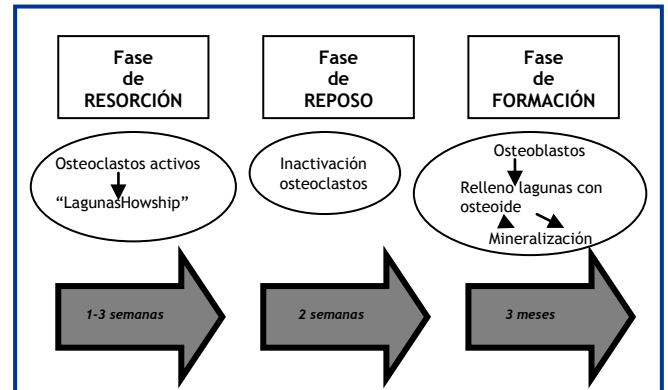 Fase
de
RESORCIÓN
Fase
de
REPOSO
Fase
de
FORMACIÓN
Osteoclastos activos
“LagunasHowship”
Inactivación
osteoclastos
Osteoblastos
Relleno lagunas con
osteoide
Mineralización
1-3 semanas
2 semanas
3 meses